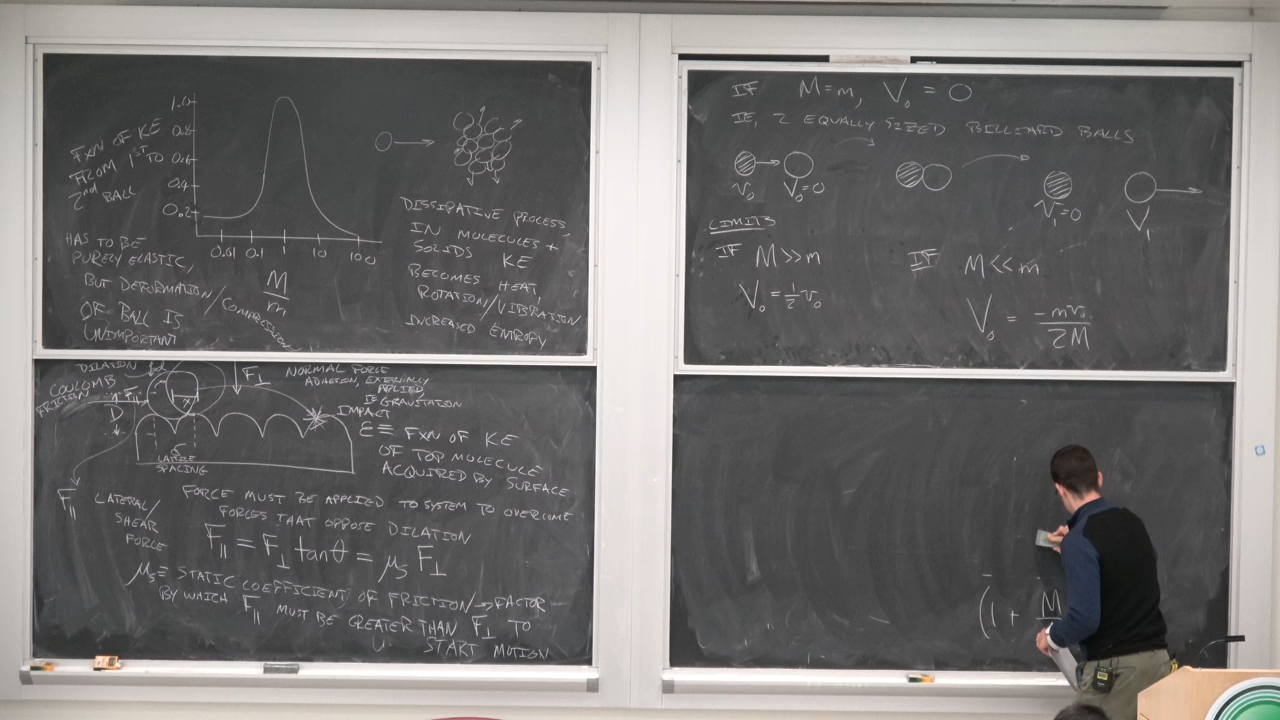 1.0
0.8
0.6
0.4
0.2
FXN OF KE
FROM 1ST TO
2nd BALL
0.01 0.1 1 10 100
M
m
HAS TO BE
PURELY ELASTIC,
BUT DEFORMATION/COMPRESSION
OF BALL IS
UNIMPORTANT
DISSIPATIVE PROCESS
IN MOLECULES +
SOLIDS KE
BECOMES HEAT,
ROTATION/VIBRATION
INCREASED ENTROPY
DILATION
COULOMB
FRICTION
F∥
D
F⊥
NORMAL FORCE
ADHESION, EXTERNALLY
APPLIED
IE GRAVITATION
IMPACT
LATTICE
SPACING
ε ≡ FXN OF KE
OF TOP MOLECULE
ACQUIRED BY SURFACE
F∥ LATERAL/
SHEAR
FORCE
FORCE MUST BE APPLIED TO SYSTEM TO OVERCOME
FORCES THAT OPPOSE DILATION
F∥ = F⊥ tanθ = μs F⊥
μs ≡ STATIC COEFFICIENT OF FRICTION → FACTOR
BY WHICH F∥ MUST BE GREATER THAN F⊥ TO
START MOTION
IF M=m, V₀ = 0
IE, 2 EQUALLY SIZED BILLIARD BALLS
v₀ V₀=0
v₁=0 V₁
LIMITS
IF M>>m
V₀ = ½ v₀
IF M<<m
V₀ = -mv₀
2M
(1 + M